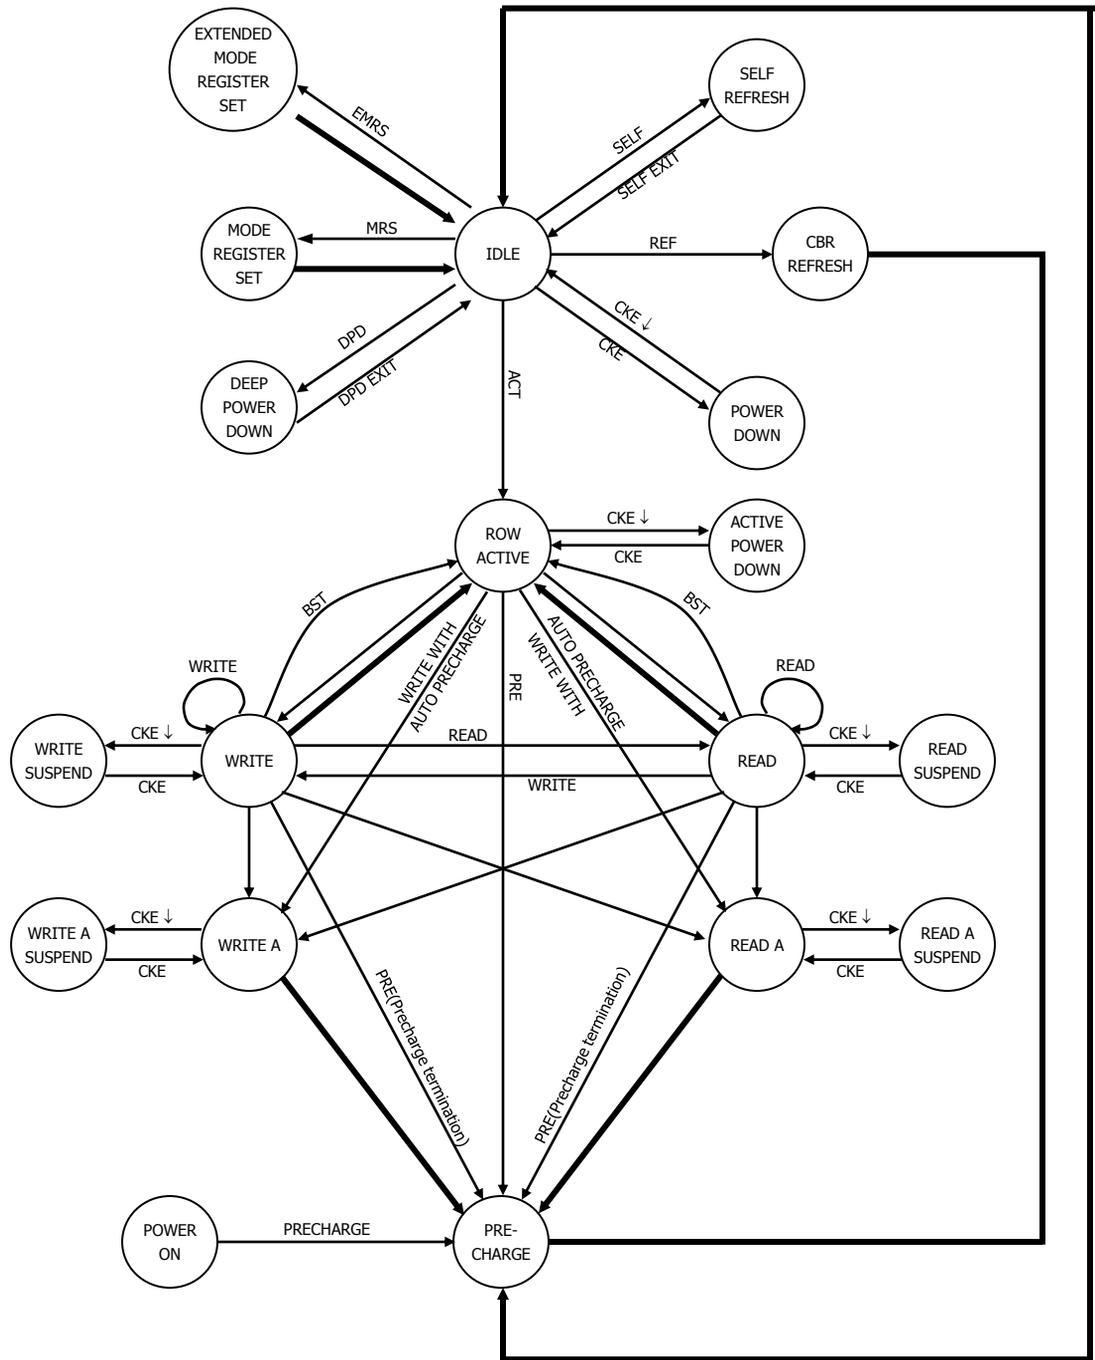 EXTENDED
MODE
REGISTER
SET
EMRS
SELF
REFRESH
SELF
SELF EXIT
MODE
REGISTER
SET
MRS
IDLE
REF
CBR
REFRESH
DPD
DPD EXIT
CKE ↓
CKE
DEEP
POWER
DOWN
ACT
POWER
DOWN
ROW
ACTIVE
CKE ↓
CKE
ACTIVE
POWER
DOWN
BST
BST
WRITE WITH
AUTO PRECHARGE
PRE
AUTO PRECHARGE
WRITE WITH
WRITE
READ
WRITE
SUSPEND
CKE ↓
CKE
WRITE
READ
WRITE
READ
CKE ↓
CKE
READ
SUSPEND
WRITE A
SUSPEND
CKE ↓
CKE
WRITE A
READ A
CKE ↓
CKE
READ A
SUSPEND
PRE(Precharge termination)
PRE(Precharge termination)
POWER
ON
PRECHARGE
PRE-
CHARGE